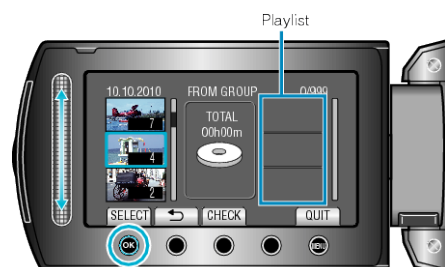 Playlist
10.10.2010 FROM GROUP 0/999
TOTAL
00h00m
7
4
2
SELECT CHECK QUIT
OK MENU